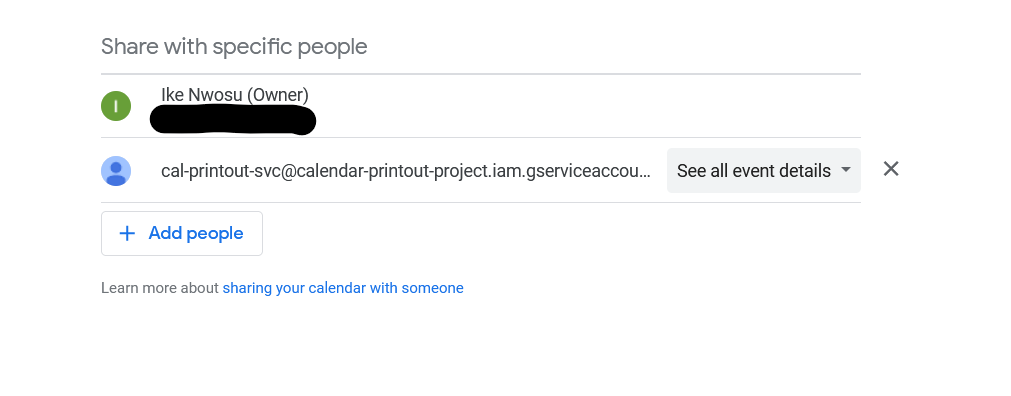 Share with specific people
I
Ike Nwosu (Owner)
cal-printout-svc@calendar-printout-project.iam.gserviceaccou...
See all event details
Add people
Learn more about sharing your calendar with someone